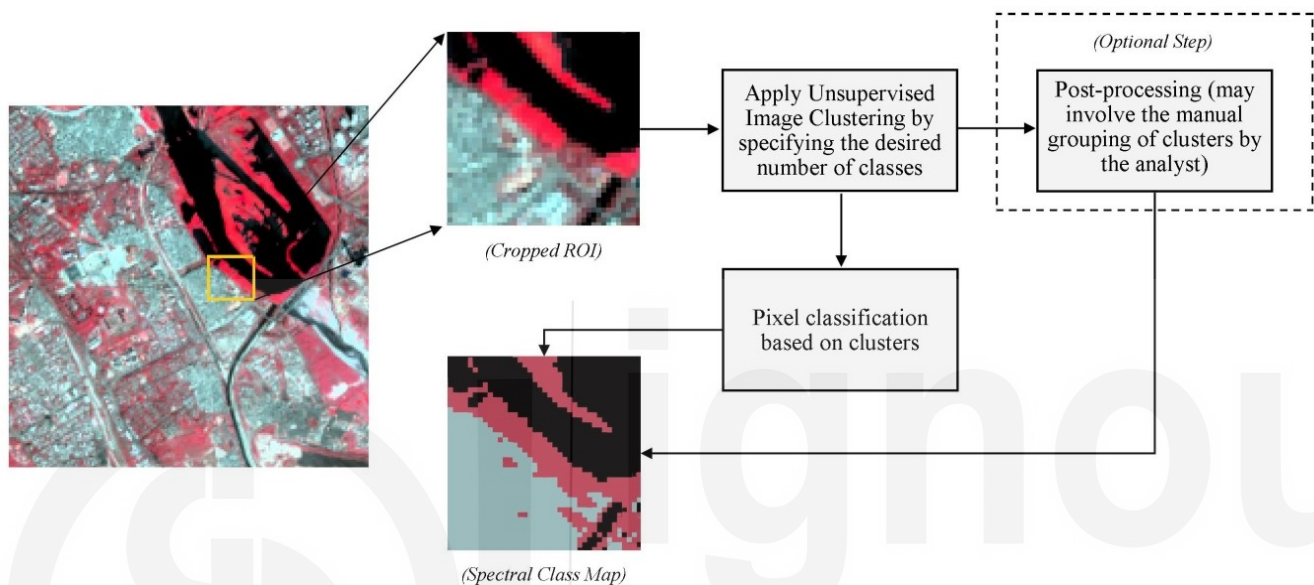 (Optional Step)
Apply Unsupervised
Image Clustering by
specifying the desired
number of classes
Post-processing (may
involve the manual
grouping of clusters by
the analyst)
(Cropped ROI)
Pixel classification
based on clusters
(Spectral Class Map)
ignou